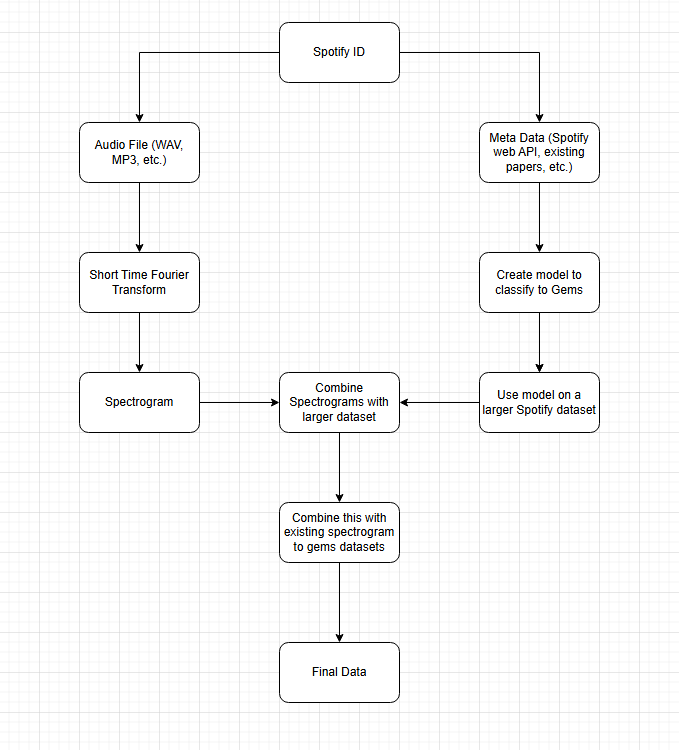 Spotify ID
Audio File (WAV,
MP3, etc.)
Meta Data (Spotify
web API, existing
papers, etc.)
Short Time Fourier
Transform
Create model to
classify to Gems
Spectrogram
Combine
Spectrograms with
larger dataset
Use model on a
larger Spotify dataset
Combine this with
existing spectrogram
to gems datasets
Final Data